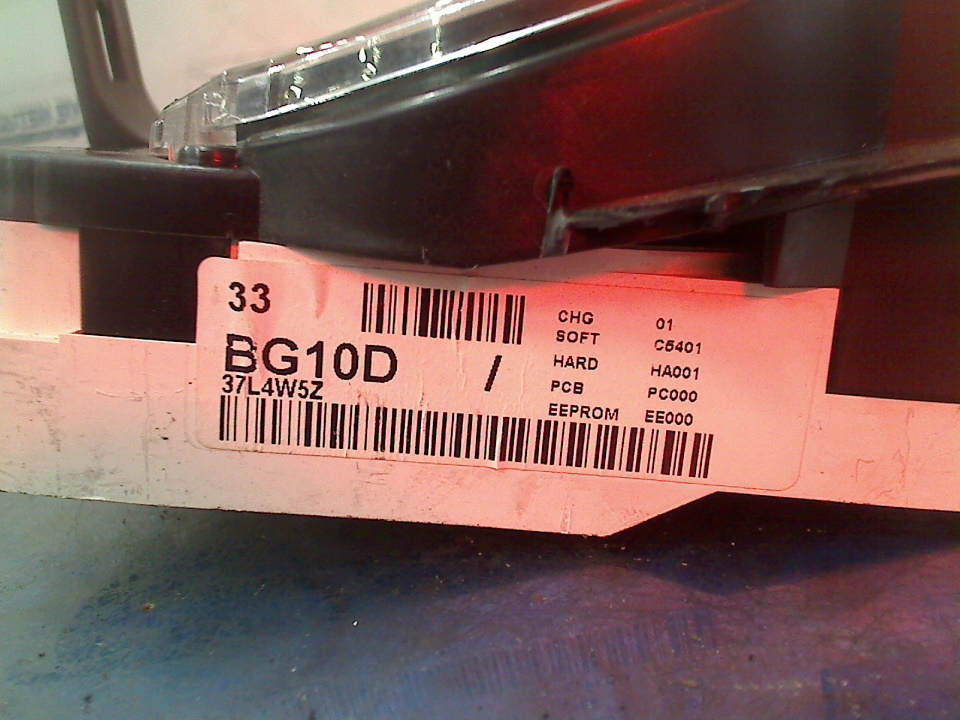 33
BG10D /
37L4W5Z
CHG 01
SOFT C5401
HARD HA001
PCB PC000
EEPROM EE000